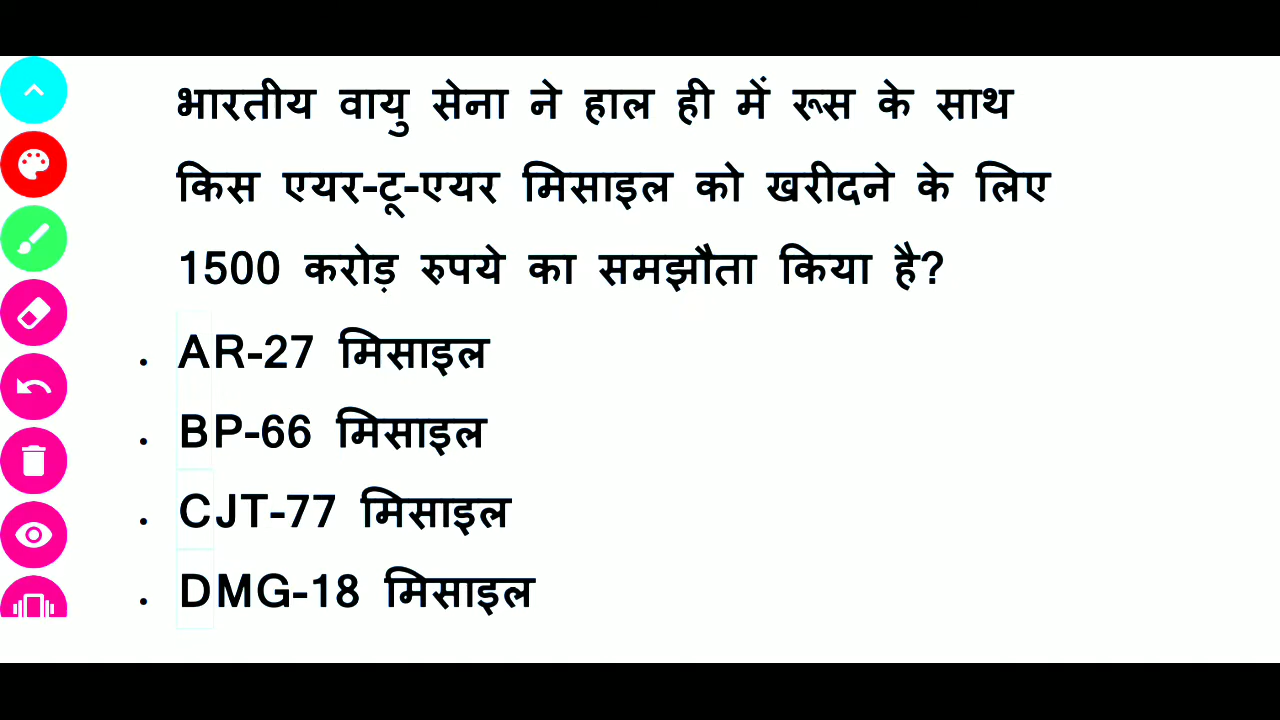 भारतीय वायु सेना ने हाल ही में रूस के साथ
किस एयर-टू-एयर मिसाइल को खरीदने के लिए
1500 करोड़ रुपये का समझौता किया है?
. AR-27 मिसाइल
. BP-66 मिसाइल
. CJT-77 मिसाइल
. DMG-18 मिसाइल